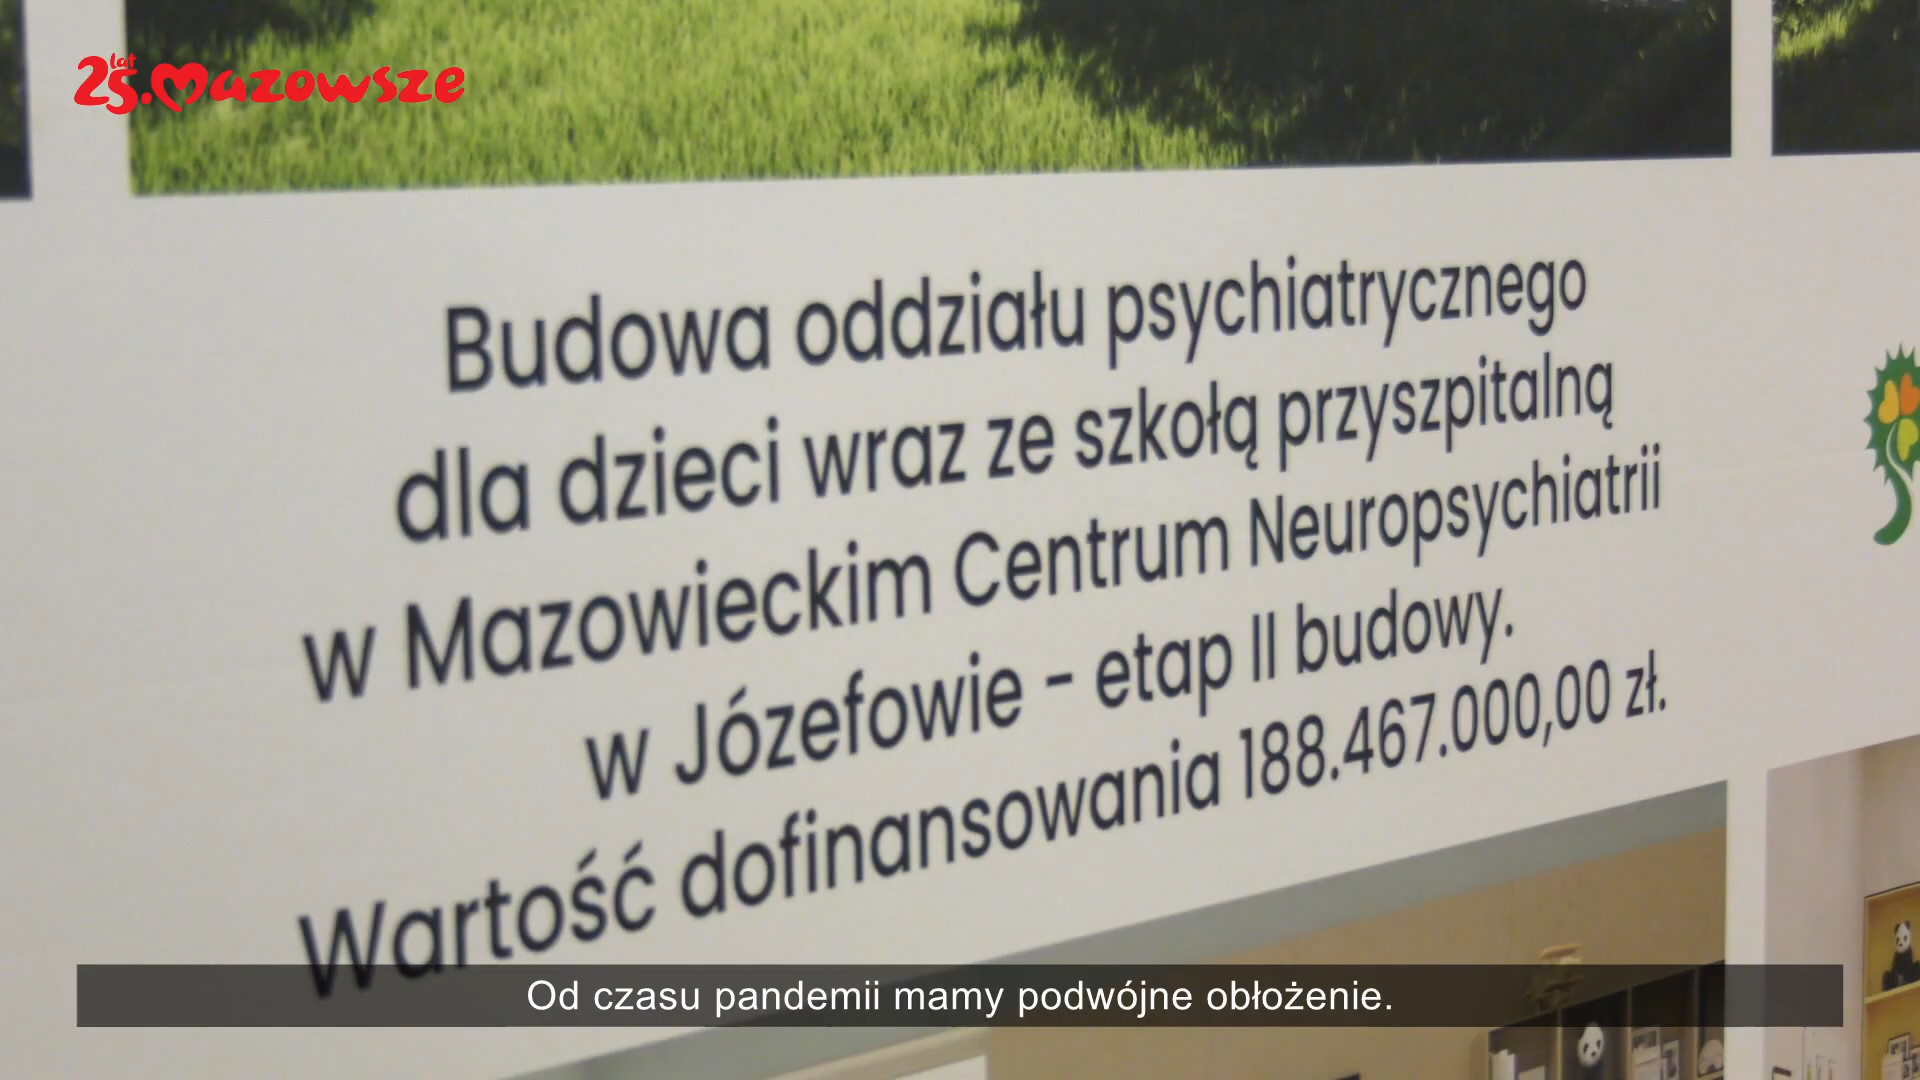 25 lat. Mazowsze
Budowa oddziału psychiatrycznego
dla dzieci wraz ze szkołą przyszpitalną
w Mazowieckim Centrum Neuropsychiatrii
w Józefowie - etap II budowy.
Wartość dofinansowania 188.467.000,00 zł.
Od czasu pandemii mamy podwójne obłożenie.